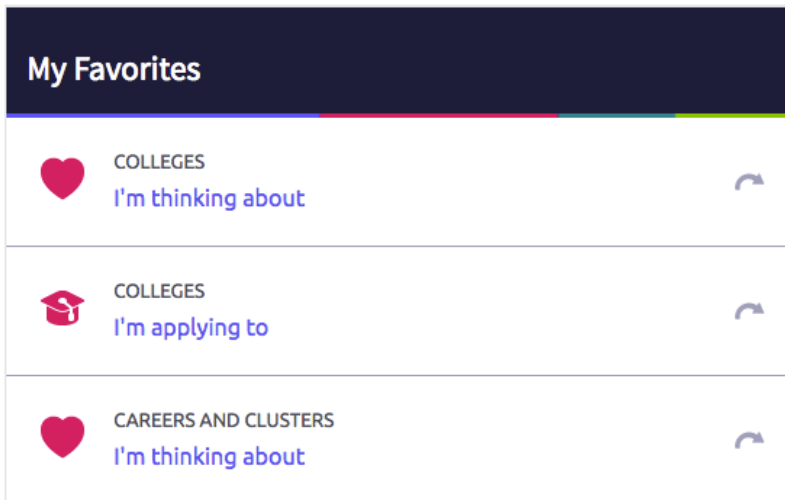 My Favorites
COLLEGES
I'm thinking about
COLLEGES
I'm applying to
CAREERS AND CLUSTERS
I'm thinking about